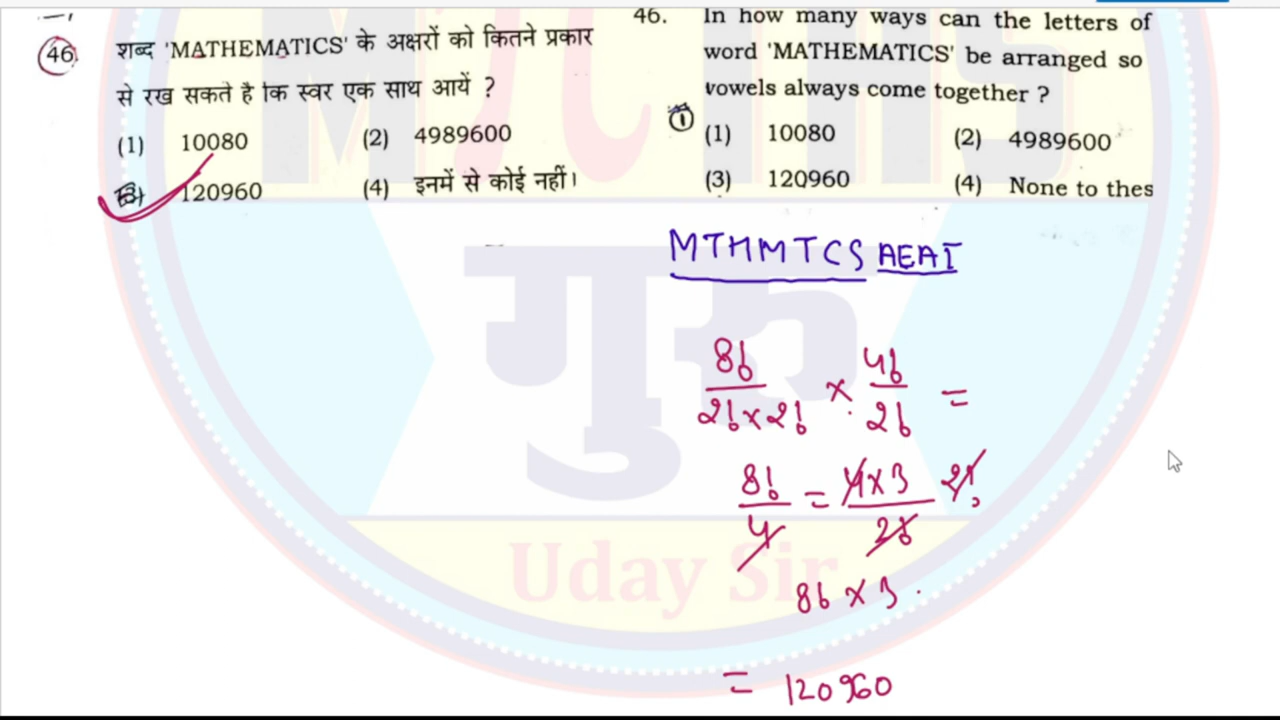 46. शब्द 'MATHEMATICS' के अक्षरों को कितने प्रकार
से रख सकते है कि स्वर एक साथ आयें ?
(1) 10080 (2) 4989600
(3) 120960 (4) इनमें से कोई नहीं।
46. In how many ways can the letters of
word 'MATHEMATICS' be arranged so
vowels always come together ?
(1)
(1) 10080 (2) 4989600
(3) 120960 (4) None to thes
MTHMTCS AEAI
8! / 2! × 2! × 4! / 2! =
8! / 4 = 4 × 3 2! / 2!
8! × 3 .
= 120960
गुरु
Uday Sir